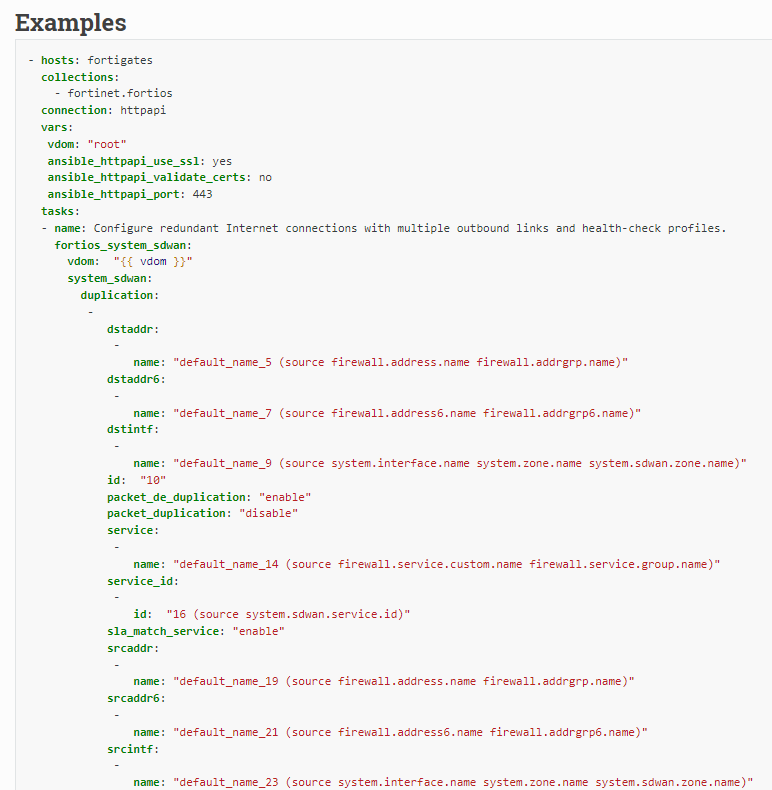 Examples
- hosts: fortigates
  collections:
    - fortinet.fortios
  connection: httpapi
  vars:
   vdom: "root"
   ansible_httpapi_use_ssl: yes
   ansible_httpapi_validate_certs: no
   ansible_httpapi_port: 443
  tasks:
  - name: Configure redundant Internet connections with multiple outbound links and health-check profiles.
    fortios_system_sdwan:
      vdom:  "{{ vdom }}"
      system_sdwan:
        duplication:
         -
            dstaddr:
             -
                name: "default_name_5 (source firewall.address.name firewall.addrgrp.name)"
            dstaddr6:
             -
                name: "default_name_7 (source firewall.address6.name firewall.addrgrp6.name)"
            dstintf:
             -
                name: "default_name_9 (source system.interface.name system.zone.name system.sdwan.zone.name)"
            id:  "10"
            packet_de_duplication: "enable"
            packet_duplication: "disable"
            service:
             -
                name: "default_name_14 (source firewall.service.custom.name firewall.service.group.name)"
            service_id:
             -
                id:  "16 (source system.sdwan.service.id)"
            sla_match_service: "enable"
            srcaddr:
             -
                name: "default_name_19 (source firewall.address.name firewall.addrgrp.name)"
            srcaddr6:
             -
                name: "default_name_21 (source firewall.address6.name firewall.addrgrp6.name)"
            srcintf:
             -
                name: "default_name_23 (source system.interface.name system.zone.name system.sdwan.zone.name)"